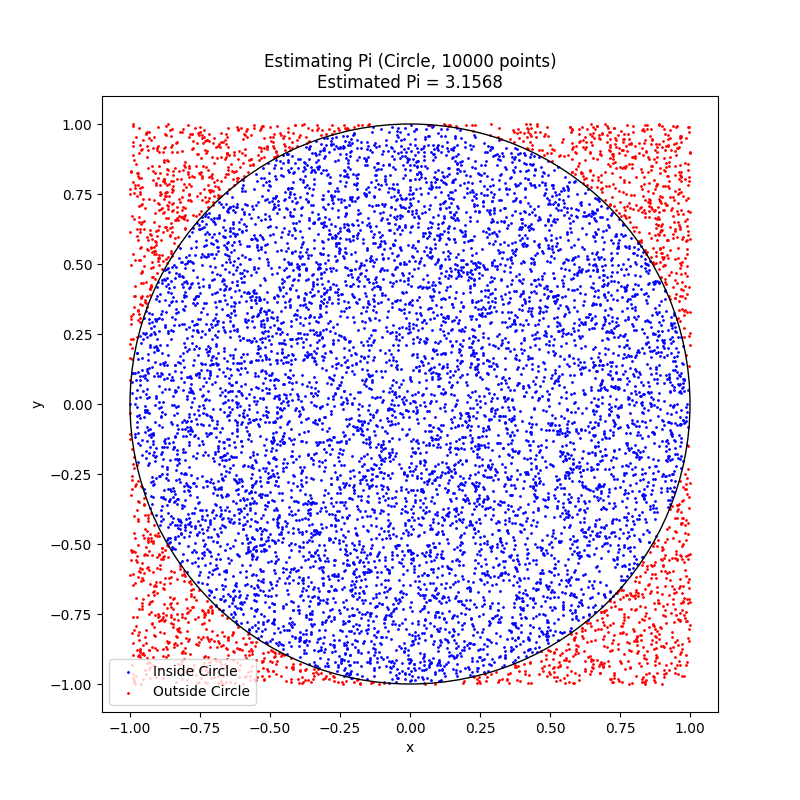 Estimating Pi (Circle, 10000 points)
Estimated Pi = 3.1568
1.00
0.75
0.50
0.25
0.00
−0.25
−0.50
−0.75
−1.00
y
Inside Circle
Outside Circle
−1.00 −0.75 −0.50 −0.25 0.00 0.25 0.50 0.75 1.00
x